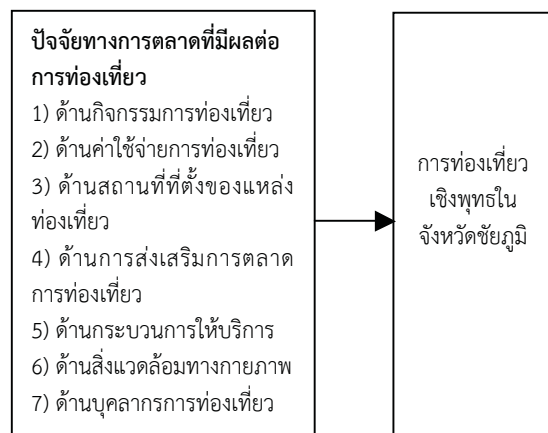 ปัจจัยทางการตลาดที่มีผลต่อ
การท่องเที่ยว
1) ด้านกิจกรรมการท่องเที่ยว
2) ด้านค่าใช้จ่ายการท่องเที่ยว
3) ด้านสถานที่ที่ตั้งของแหล่ง
ท่องเที่ยว
4) ด้านการส่งเสริมการตลาด
การท่องเที่ยว
5) ด้านกระบวนการให้บริการ
6) ด้านสิ่งแวดล้อมทางกายภาพ
7) ด้านบุคลากรการท่องเที่ยว
การท่องเที่ยว
เชิงพุทธใน
จังหวัดชัยภูมิ